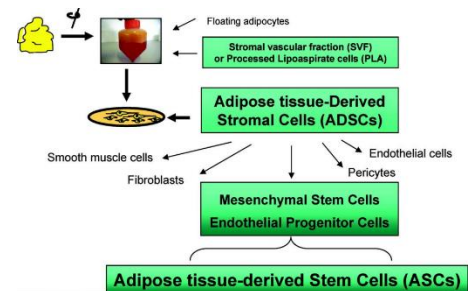 Floating adipocytes
Stromal vascular fraction (SVF)
or Processed Lipoaspirate cells (PLA)
Adipose tissue-Derived
Stromal Cells (ADSCs)
Smooth muscle cells
Endothelial cells
Fibroblasts
Pericytes
Mesenchymal Stem Cells
Endothelial Progenitor Cells
Adipose tissue-derived Stem Cells (ASCs)